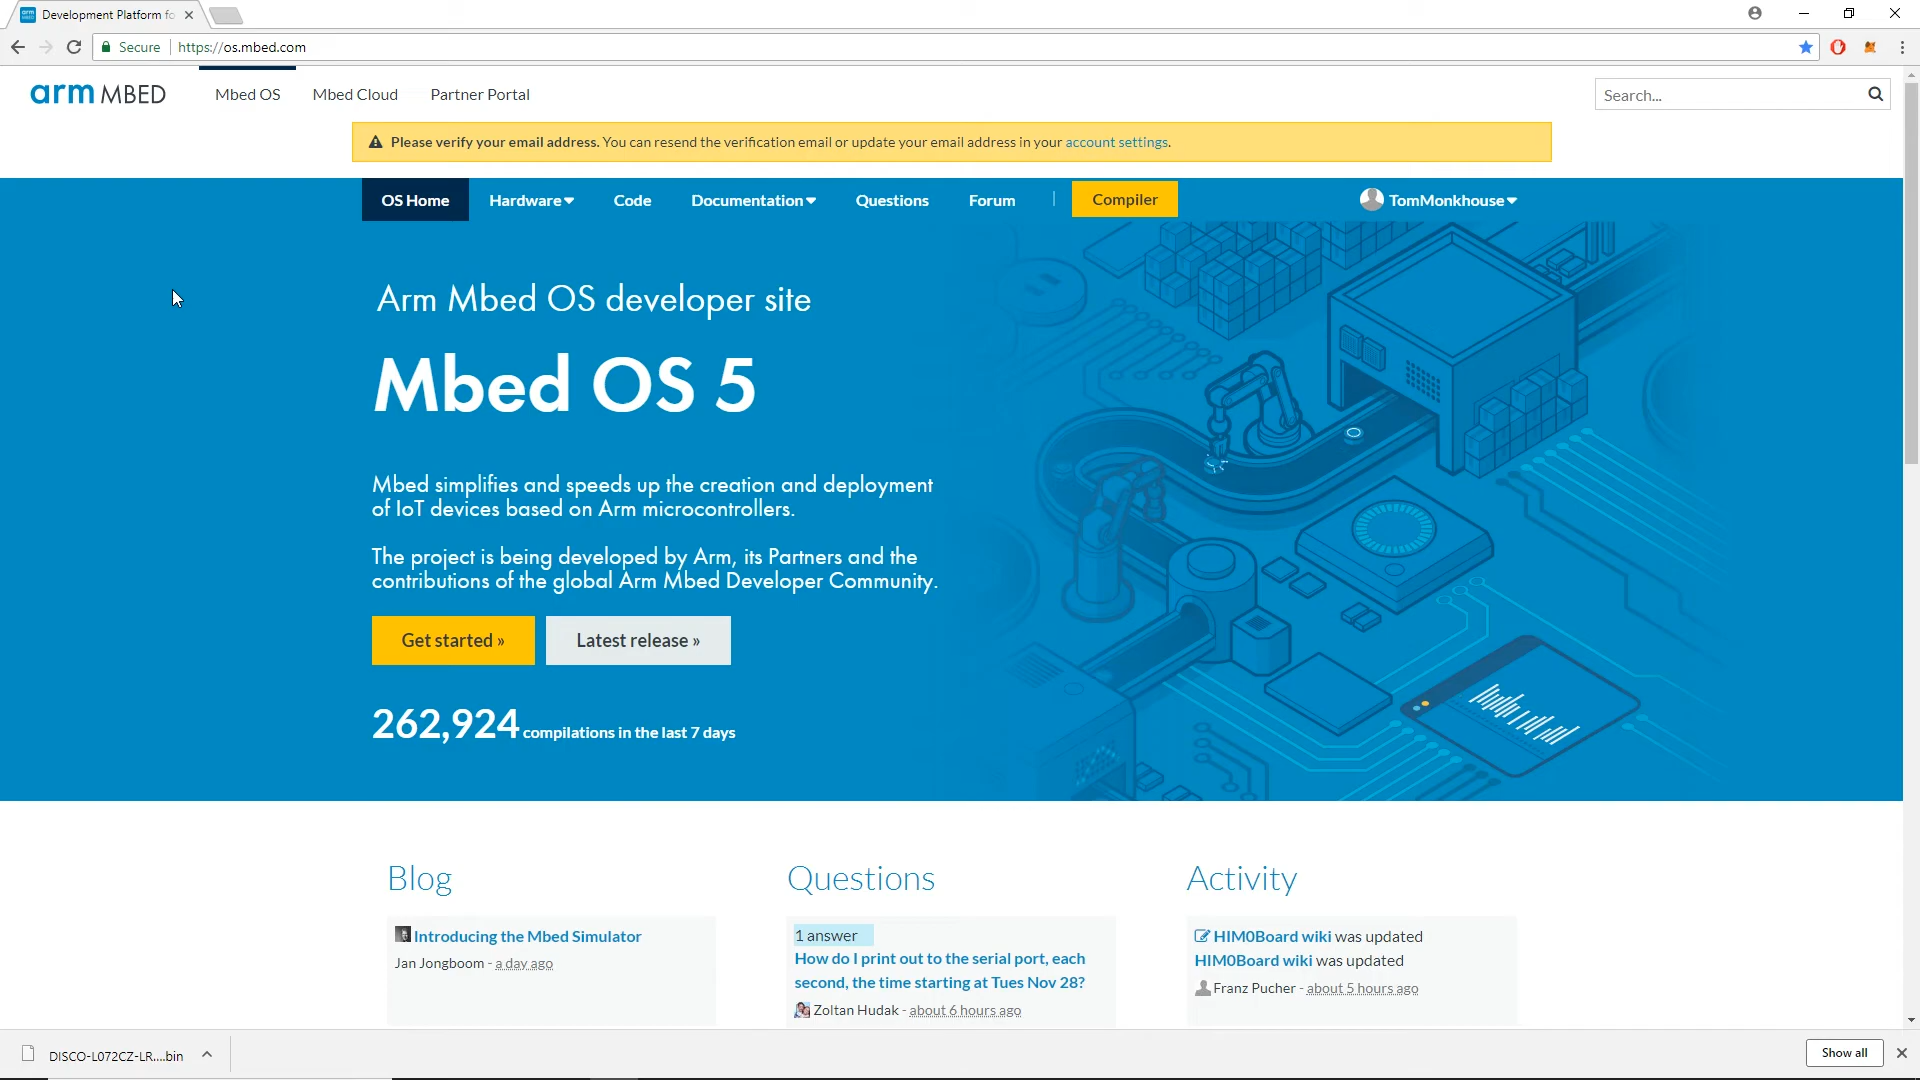 Development Platform fo
Secure
https://os.mbed.com
arm MBED
Mbed OS
Mbed Cloud
Partner Portal
Search...
Please verify your email address. You can resend the verification email or update your email address in your account settings.
OS Home
Hardware
Code
Documentation
Questions
Forum
Compiler
TomMonkhouse
Arm Mbed OS developer site
Mbed OS 5
Mbed simplifies and speeds up the creation and deployment
of IoT devices based on Arm microcontrollers.
The project is being developed by Arm, its Partners and the
contributions of the global Arm Mbed Developer Community.
Get started »
Latest release »
262,924 compilations in the last 7 days
Blog
Introducing the Mbed Simulator
Jan Jongboom - a day ago
Questions
1 answer
How do I print out to the serial port, each
second, the time starting at Tues Nov 28?
Zoltan Hudak - about 6 hours ago
Activity
HIM0Board wiki was updated
HIM0Board wiki was updated
Franz Pucher - about 5 hours ago
DISCO-L072CZ-LR....bin
Show all